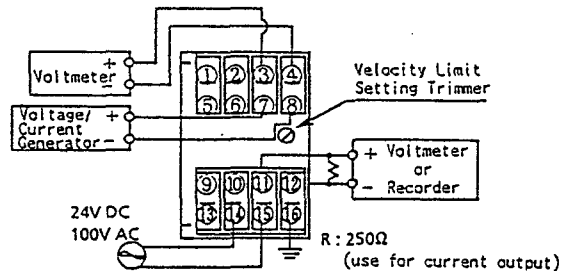 Voltmeter + -
Voltage/ Current Generator + -
① ② ③ ④
⑤ ⑥ ⑦ ⑧
Velocity Limit Setting Trimmer
⑨ ⑩ ⑪ ⑫
⑬ ⑭ ⑮ ⑯
+ - Voltmeter or Recorder
24V DC
100V AC
R : 250Ω
(use for current output)